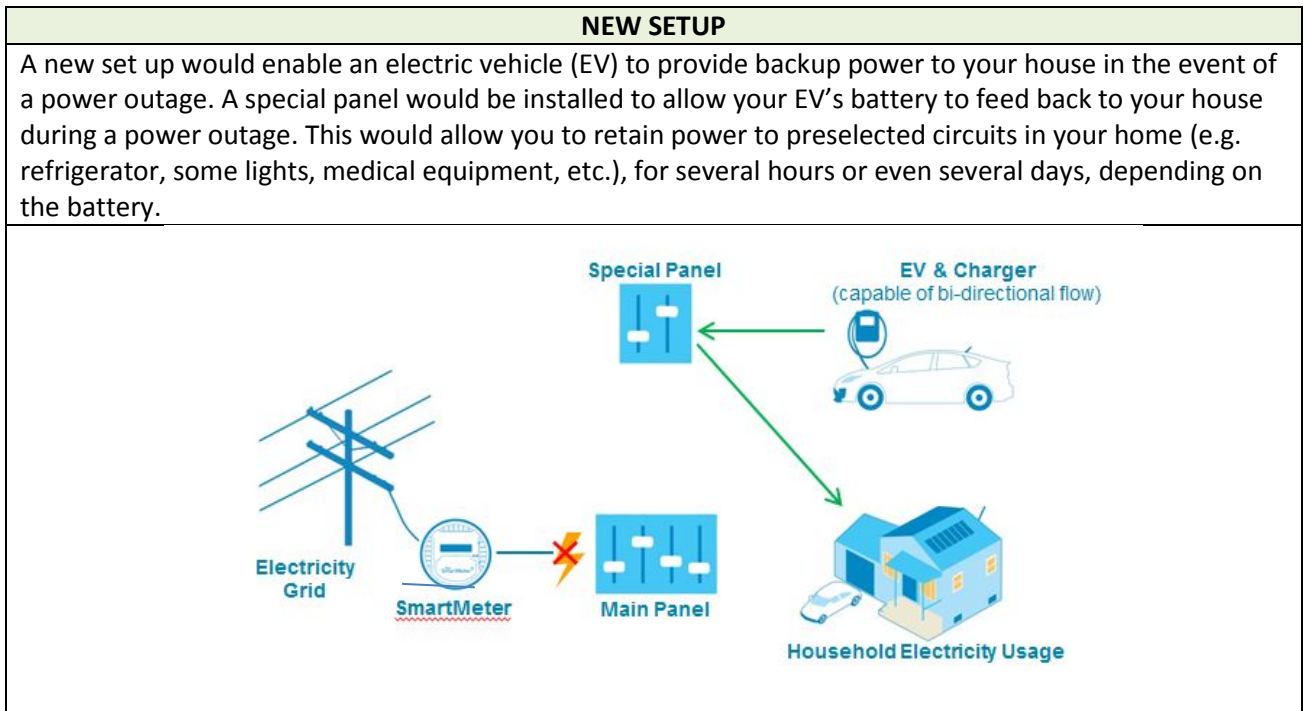 NEW SETUP
A new set up would enable an electric vehicle (EV) to provide backup power to your house in the event of
a power outage. A special panel would be installed to allow your EV’s battery to feed back to your house
during a power outage. This would allow you to retain power to preselected circuits in your home (e.g.
refrigerator, some lights, medical equipment, etc.), for several hours or even several days, depending on
the battery.
Special Panel
EV & Charger
(capable of bi-directional flow)
Electricity
Grid
SmartMeter
Main Panel
Household Electricity Usage